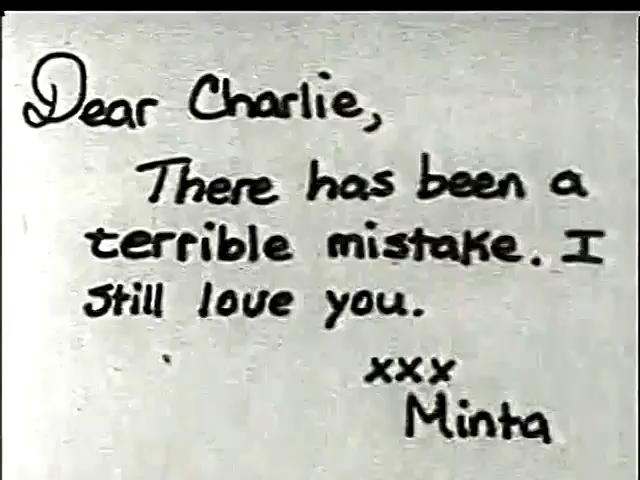 Dear Charlie,
There has been a
terrible mistake. I
still love you.
xxx
Minta